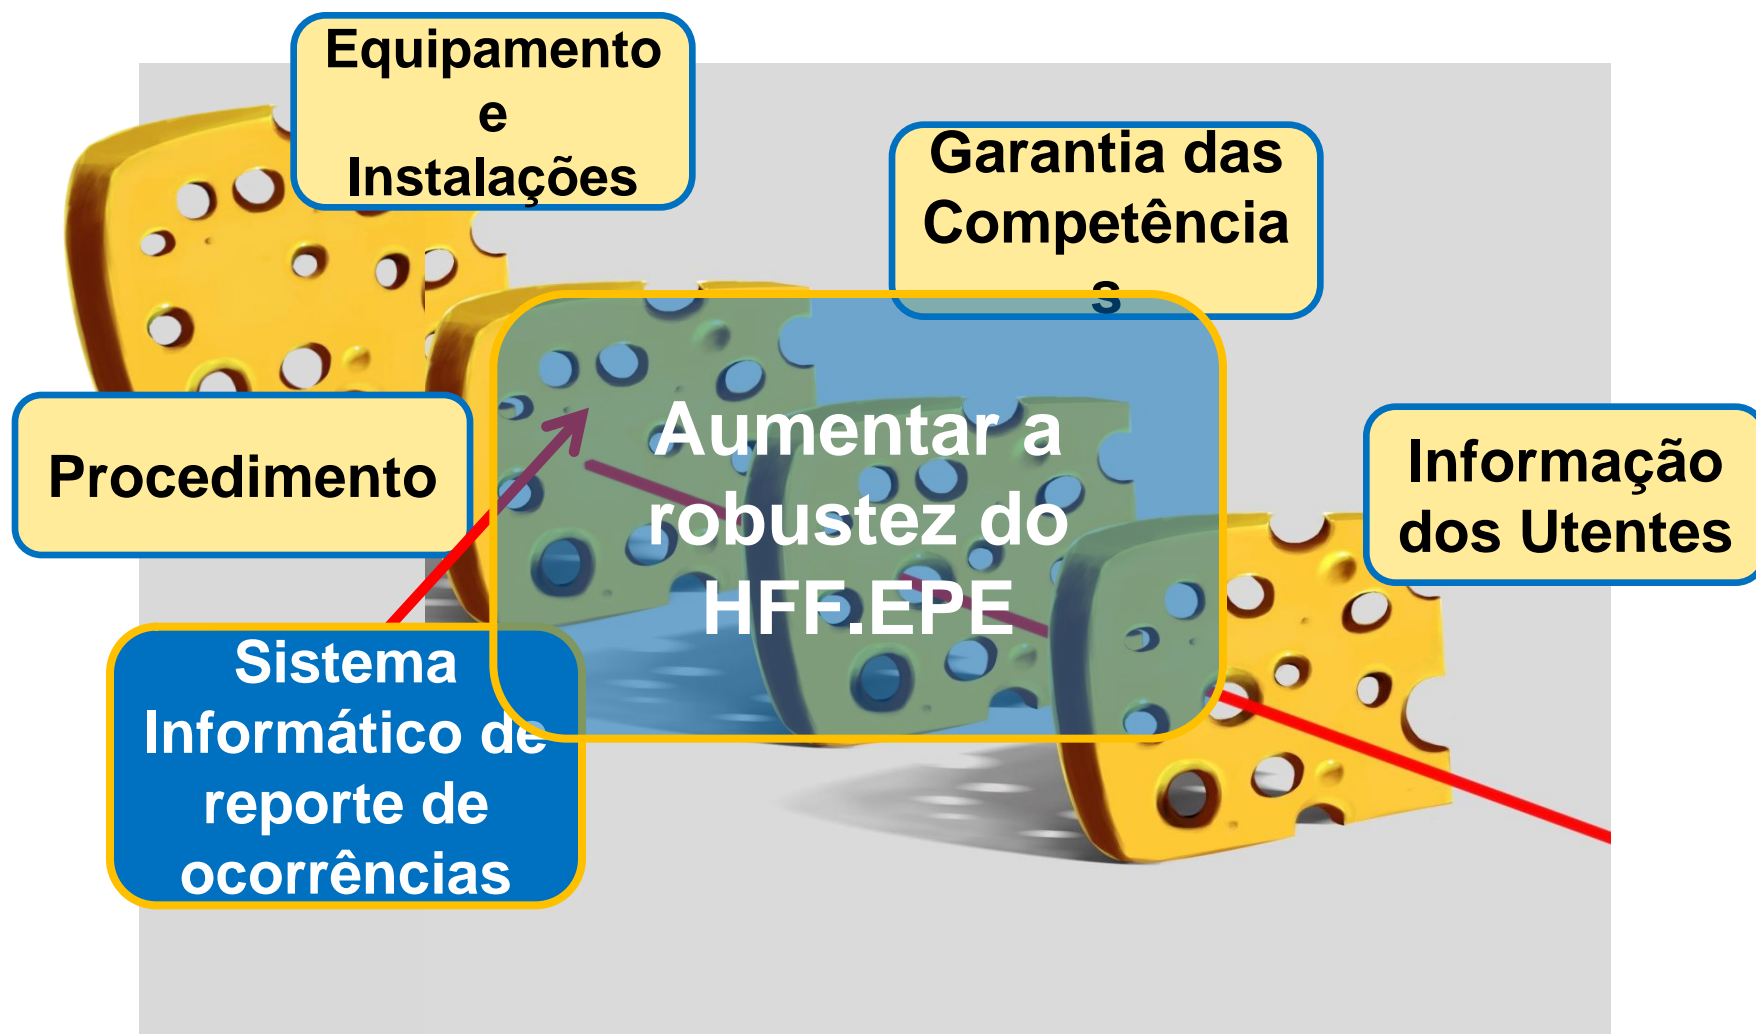 Equipamento
e
Instalações
Garantia das
Competência
s
Procedimento
Aumentar a
robustez do
HFF.EPE
Informação
dos Utentes
Sistema
Informático de
reporte de
ocorrências